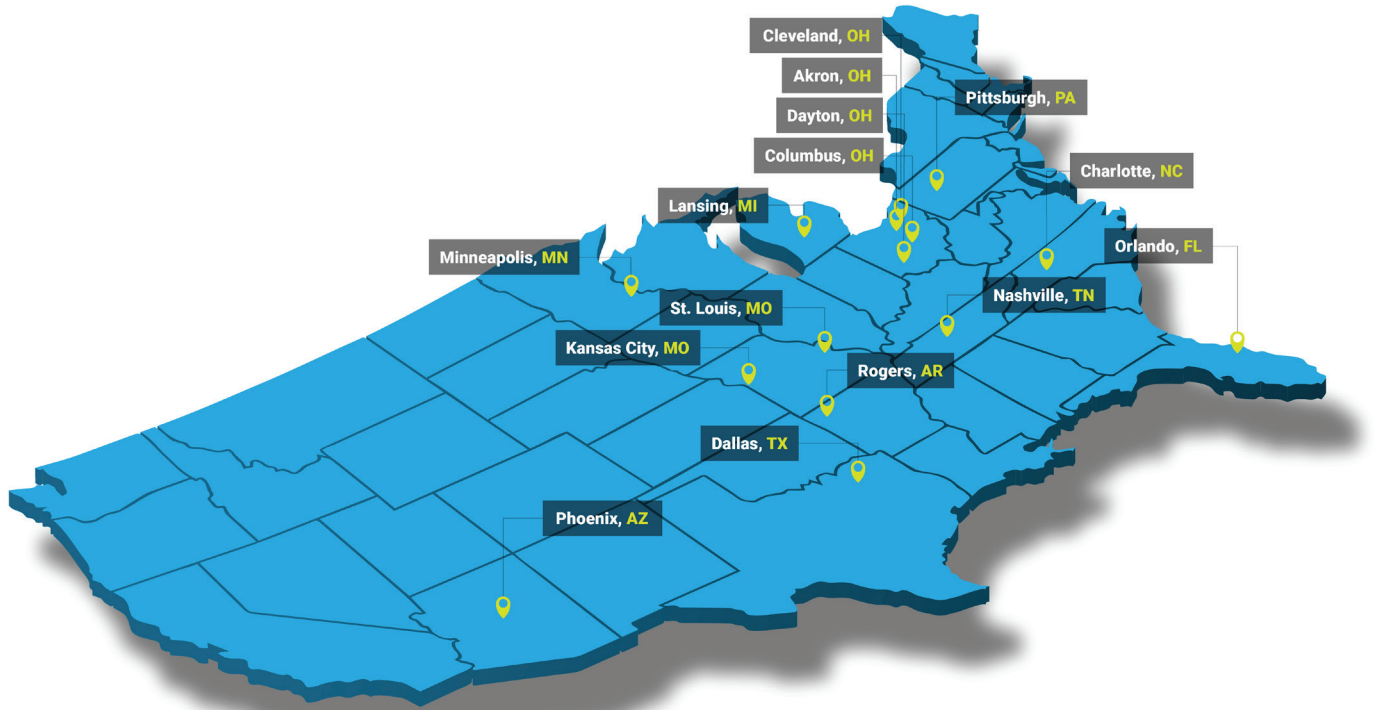 Cleveland, OH
Akron, OH
Pittsburgh, PA
Dayton, OH
Columbus, OH
Charlotte, NC
Lansing, MI
Orlando, FL
Minneapolis, MN
Nashville, TN
St. Louis, MO
Kansas City, MO
Rogers, AR
Dallas, TX
Phoenix, AZ